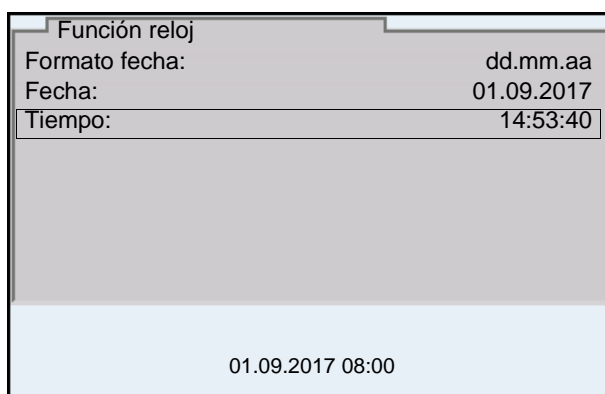 Función reloj
Formato fecha: dd.mm.aa
Fecha: 01.09.2017
Tiempo: 14:53:40
01.09.2017 08:00